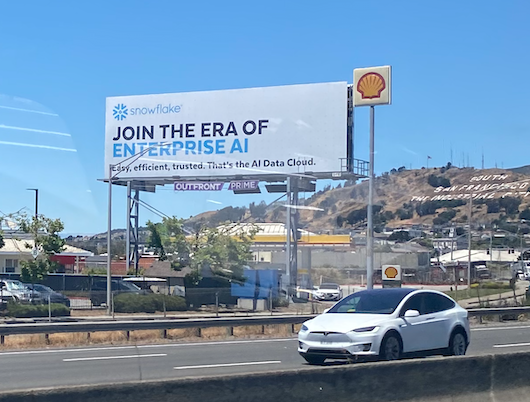 snowflake
JOIN THE ERA OF
ENTERPRISE AI
Easy, efficient, trusted. That's the AI Data Cloud.
OUTFRONT PRIME
SOUTH
SAN FRANCISCO
THE INDUSTRIAL CITY